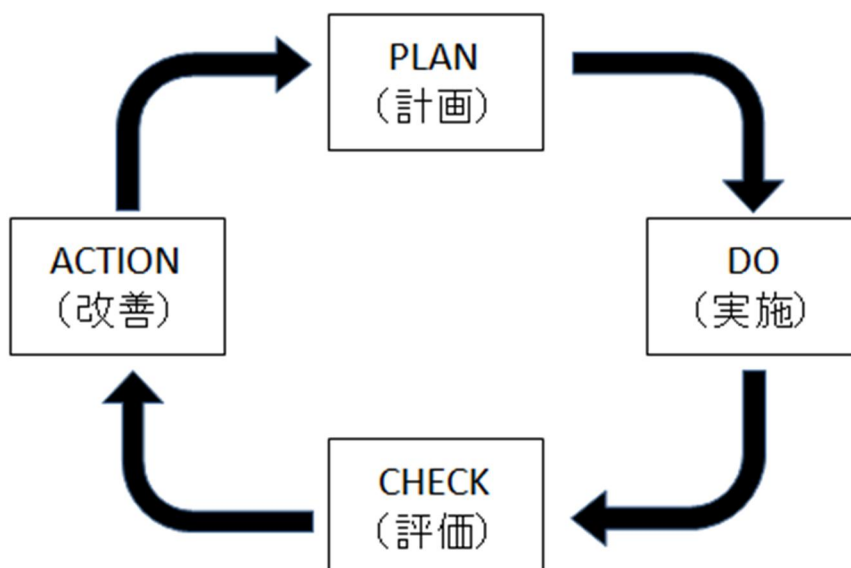 PLAN
（計画）
DO
（実施）
CHECK
（評価）
ACTION
（改善）